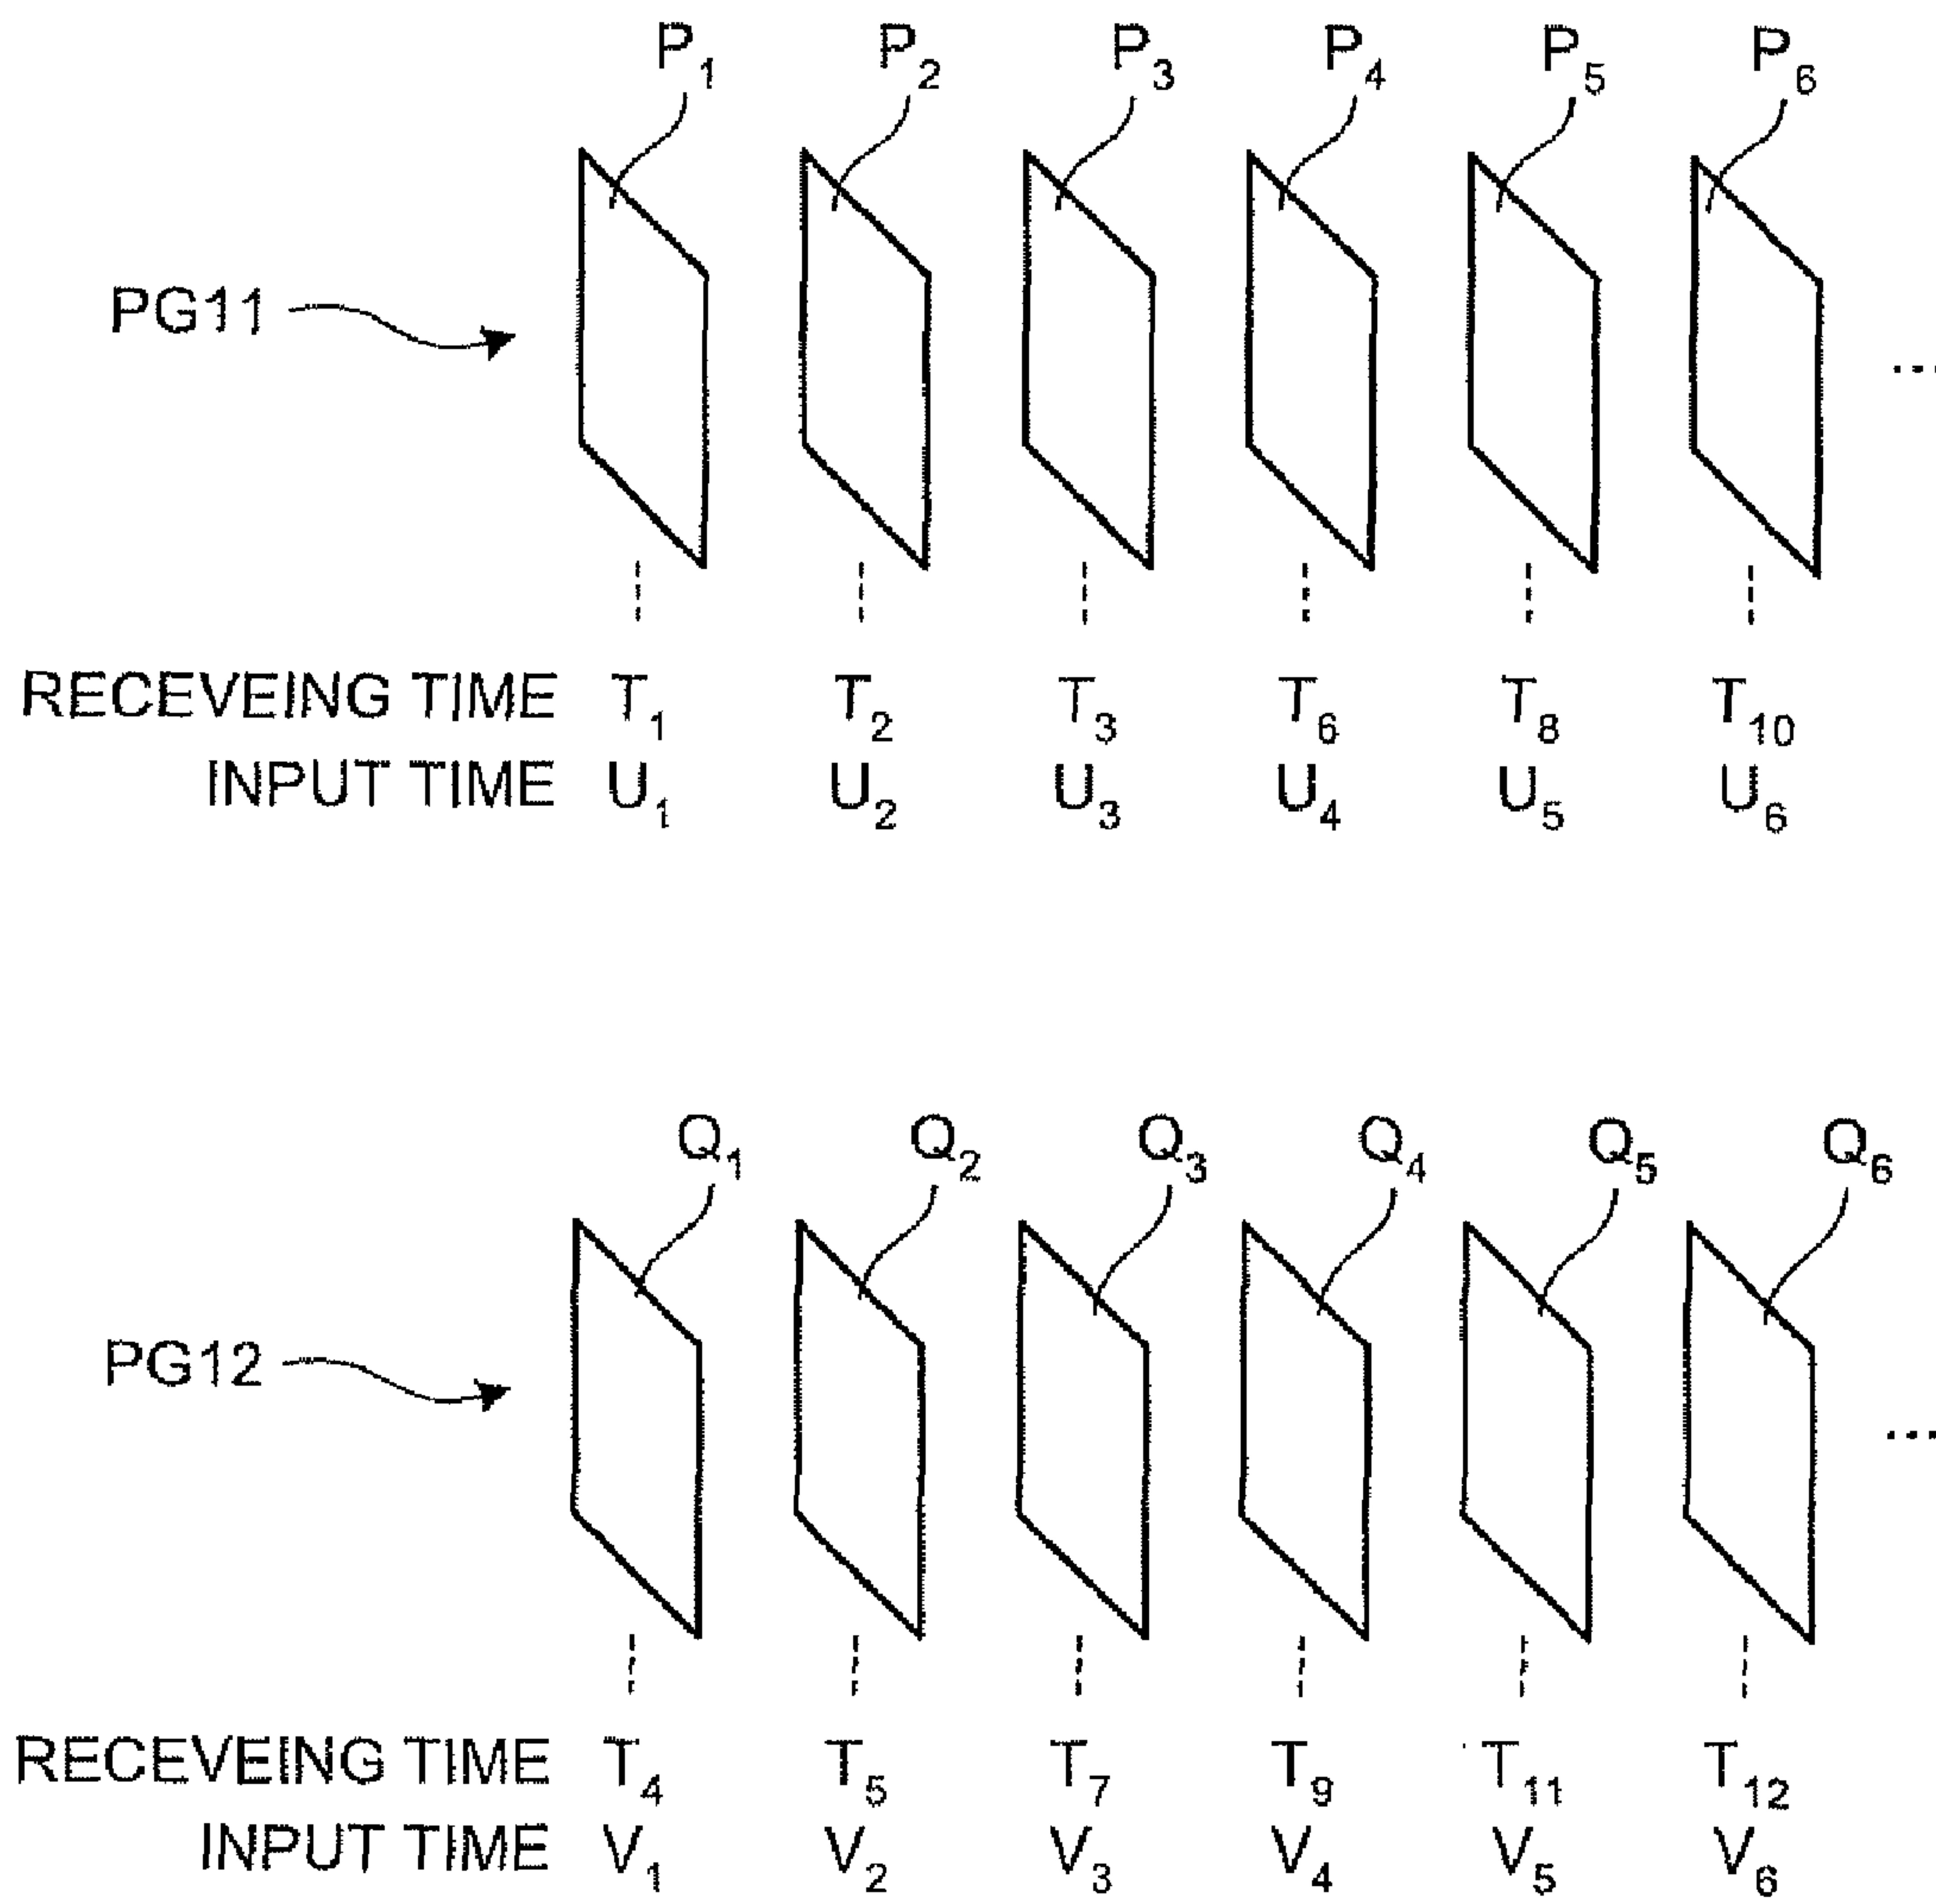 P1 P2 P3 P4 P5 P6
PG11
...
RECEVEING TIME T1 T2 T3 T6 T8 T10
INPUT TIME U1 U2 U3 U4 U5 U6
Q1 Q2 Q3 Q4 Q5 Q6
PG12
...
RECEVEING TIME T4 T5 T7 T9 T11 T12
INPUT TIME V1 V2 V3 V4 V5 V6